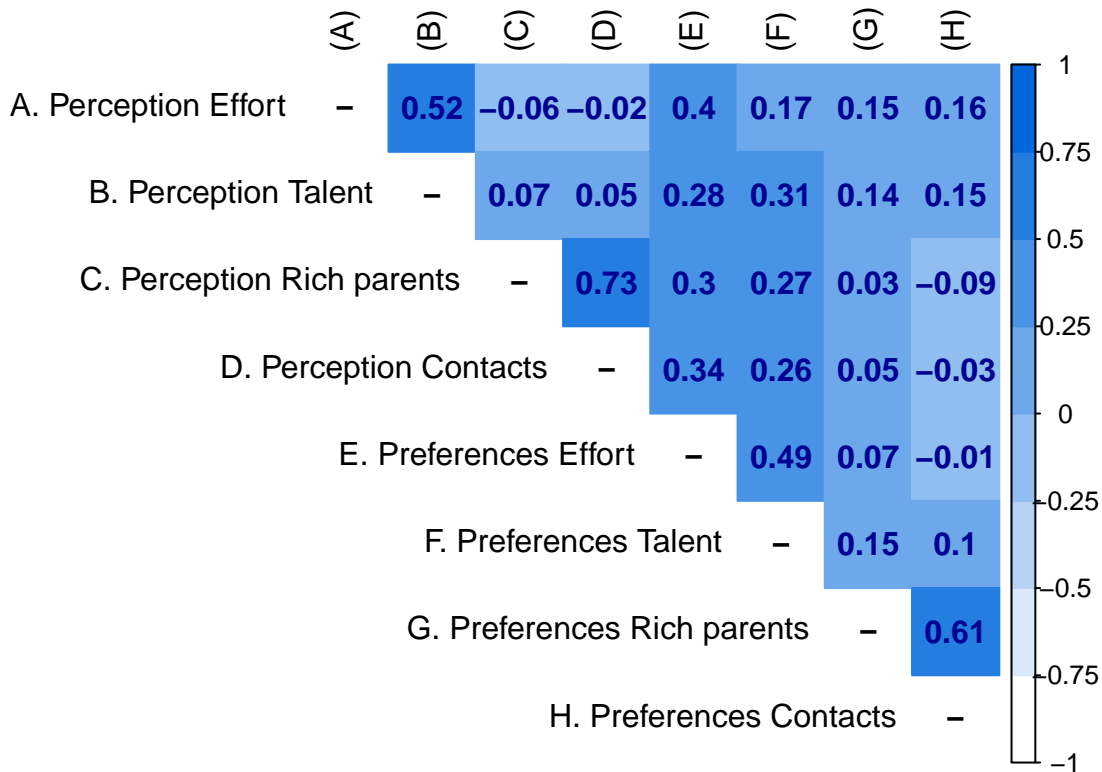 (A) (B) (C) (D) (E) (F) (G) (H)
A. Perception Effort – 0.52 −0.06 −0.02 0.4 0.17 0.15 0.16
B. Perception Talent – 0.07 0.05 0.28 0.31 0.14 0.15
C. Perception Rich parents – 0.73 0.3 0.27 0.03 −0.09
D. Perception Contacts – 0.34 0.26 0.05 −0.03
E. Preferences Effort – 0.49 0.07 −0.01
F. Preferences Talent – 0.15 0.1
G. Preferences Rich parents – 0.61
H. Preferences Contacts –
1
0.75
0.5
0.25
0
−0.25
−0.5
−0.75
−1